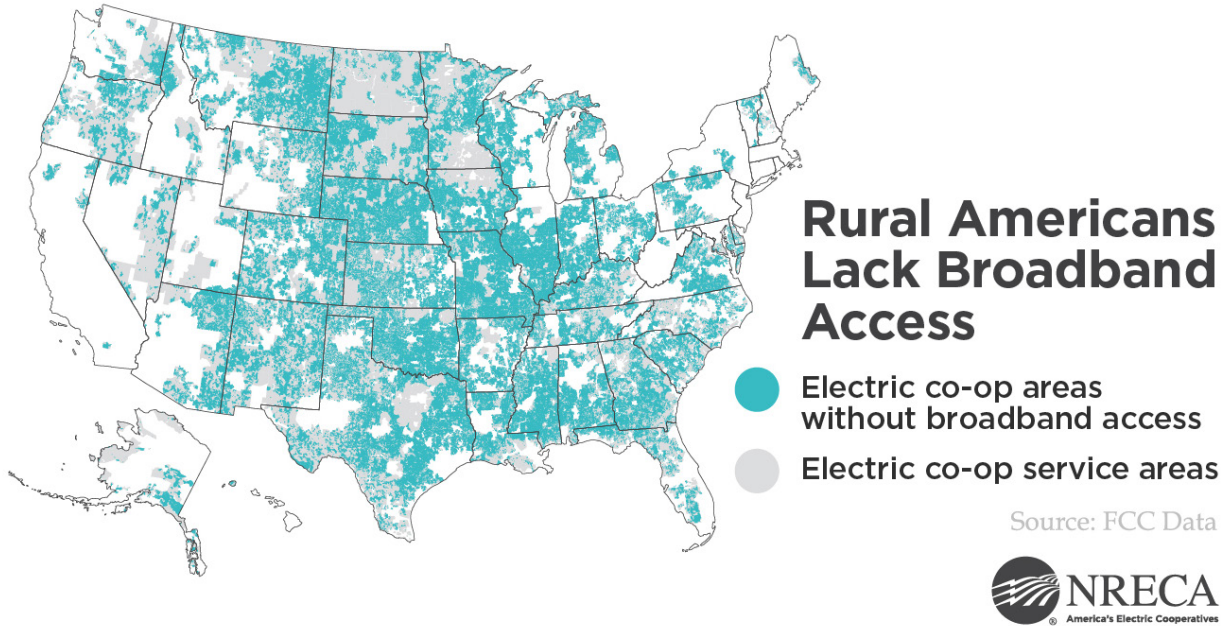 Rural Americans
Lack Broadband
Access
Electric co-op areas
without broadband access
Electric co-op service areas
Source: FCC Data
NRECA
®
America's Electric Cooperatives